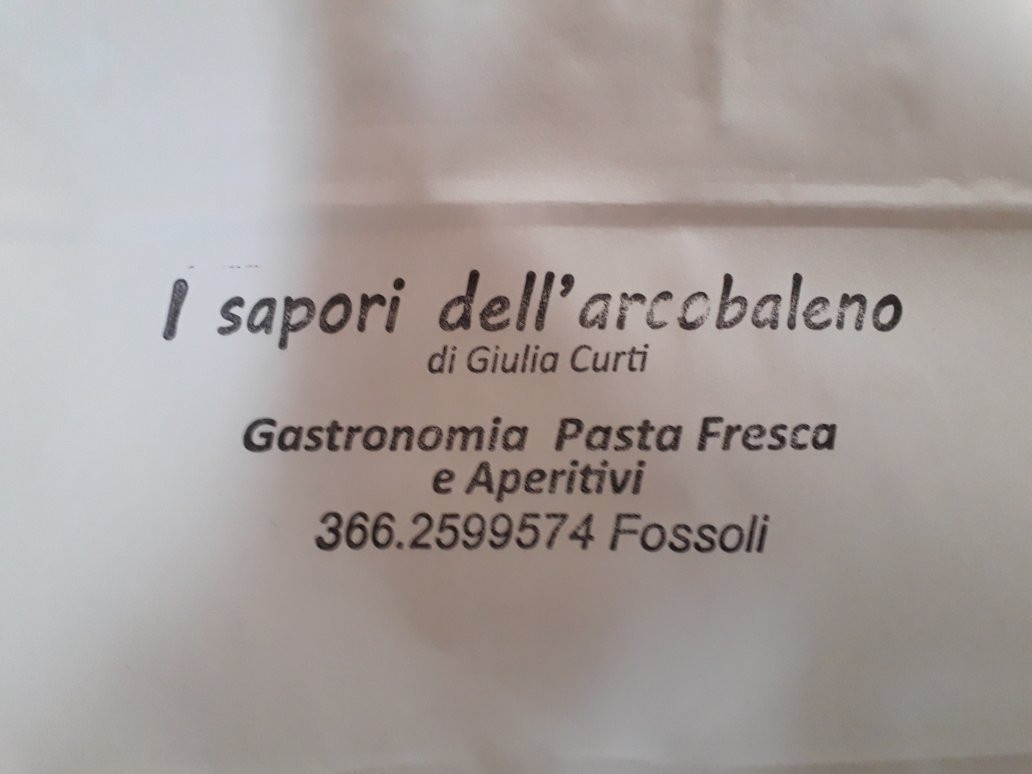 I sapori dell'arcobaleno
di Giulia Curti
Gastronomia Pasta Fresca
e Aperitivi
366.2599574 Fossoli